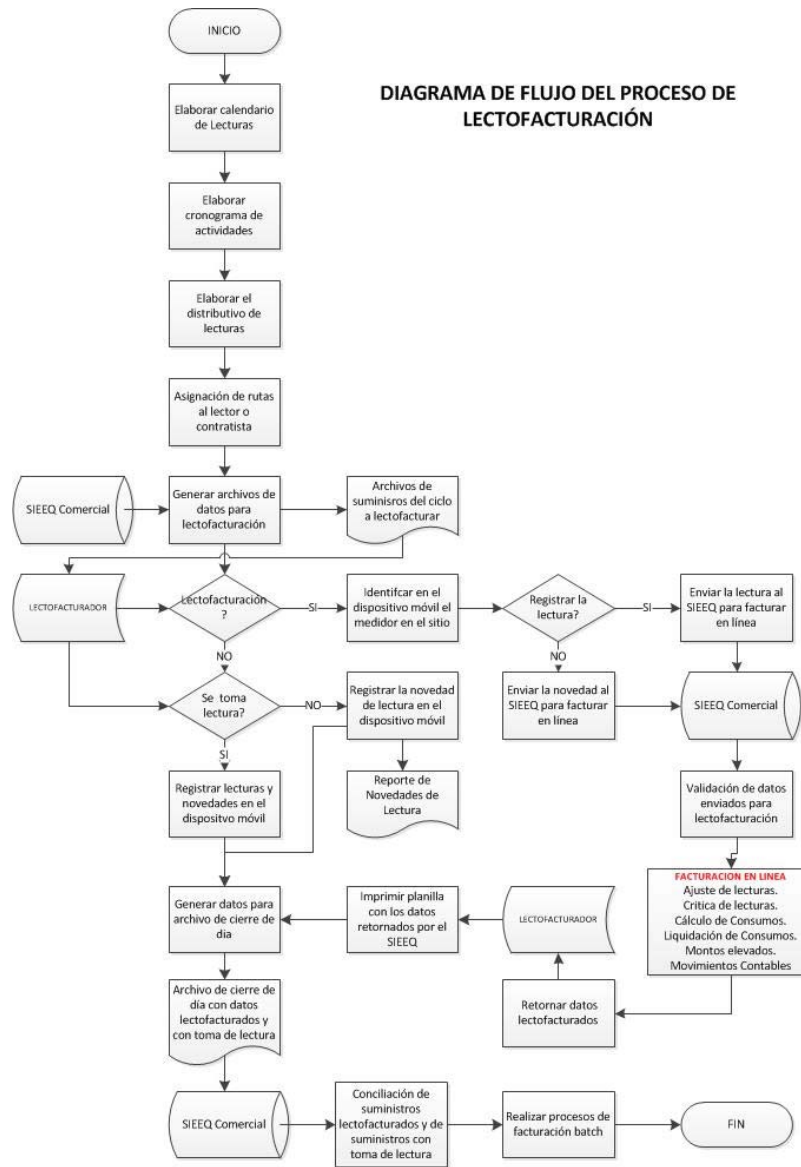 INICIO
DIAGRAMA DE FLUJO DEL PROCESO DE
LECTOFACTURACIÓN
Elaborar calendario
de Lecturas
Elaborar
cronograma de
actividades
Elaborar el
distributivo de
lecturas
Asignación de rutas
al lector o
contratista
SIEEQ Comercial
Generar archivos de
datos para
lectofacturación
Archivos de
suminisros del ciclo
a lectofacturar
LECTOFACTURADOR
Lectofacturación
?
SI
Identifcar en el
dispositivo móvil el
medidor en el sitio
Registrar la
lectura?
SI
Enviar la lectura al
SIEEQ para facturar
en línea
NO
NO
Se toma
lectura?
NO
Registrar la novedad
de lectura en el
dispositivo móvil
Enviar la novedad al
SIEEQ para facturar
en línea
SIEEQ Comercial
SI
Registrar lecturas y
novedades en el
dispositvo móvil
Reporte de
Novedades de
Lectura
Validación de datos
enviados para
lectofacturación
FACTURACION EN LINEA
Ajuste de lecturas.
Critica de lecturas.
Cálculo de Consumos.
Liquidación de Consumos.
Montos elevados.
Movimientos Contables
Generar datos para
archivo de cierre de
dia
Imprimir planilla
con los datos
retornados por el
SIEEQ
LECTOFACTURADOR
Retornar datos
lectofacturados
Archivo de cierre de
día con datos
lectofacturados y
con toma de lectura
SIEEQ Comercial
Conciliación de
suministros
lectofacturados y de
suministros con
toma de lectura
Realizar procesos de
facturación batch
FIN